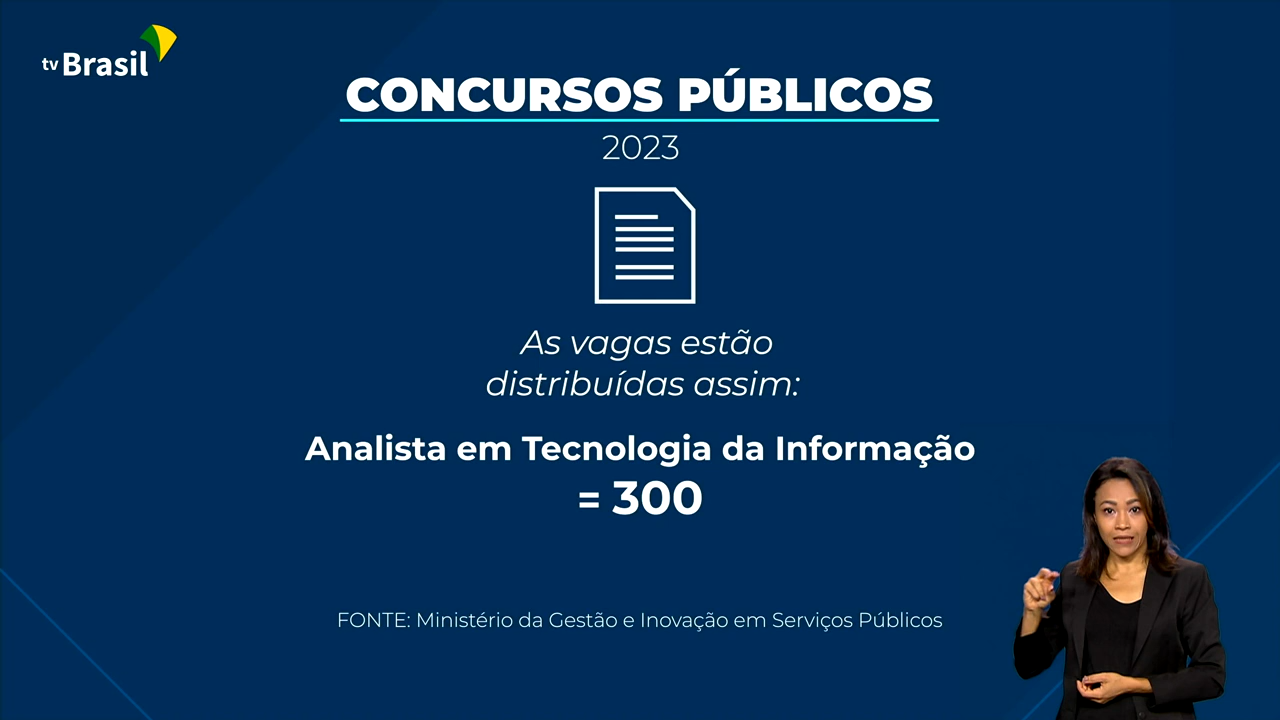 tv Brasil
CONCURSOS PÚBLICOS
2023
As vagas estão
distribuídas assim:
Analista em Tecnologia da Informação
= 300
FONTE: Ministério da Gestão e Inovação em Serviços Públicos